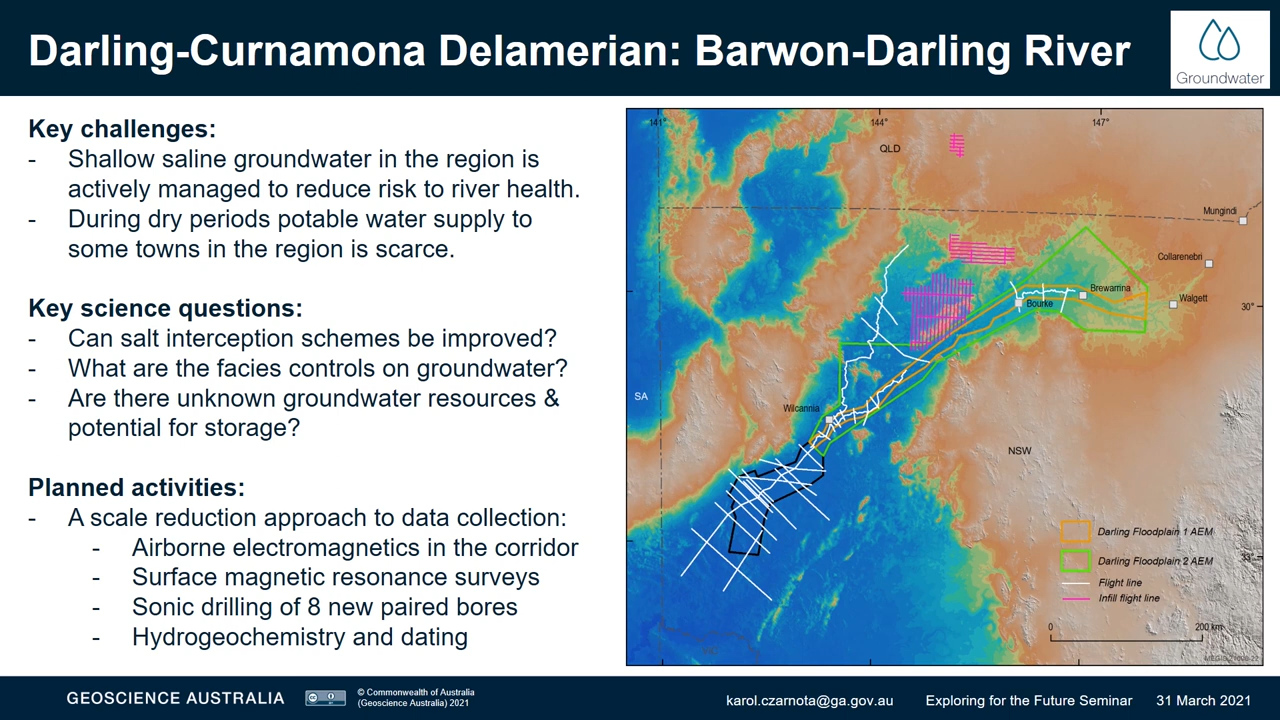 Darling-Curnamona Delamerian: Barwon-Darling River
Groundwater
Key challenges:
- Shallow saline groundwater in the region is
actively managed to reduce risk to river health.
- During dry periods potable water supply to
some towns in the region is scarce.
Key science questions:
- Can salt interception schemes be improved?
- What are the facies controls on groundwater?
- Are there unknown groundwater resources &
potential for storage?
Planned activities:
- A scale reduction approach to data collection:
- Airborne electromagnetics in the corridor
- Surface magnetic resonance surveys
- Sonic drilling of 8 new paired bores
- Hydrogeochemistry and dating
141°
144°
147°
QLD
Mungindi
Collarenebri
Brewarrina
Walgett
Bourke
30°
SA
Wilcannia
NSW
Darling Floodplain 1 AEM
33°
Darling Floodplain 2 AEM
Flight line
Infill flight line
0
200 km
GEOSCIENCE AUSTRALIA
© Commonwealth of Australia
(Geoscience Australia) 2021
karol.czarnota@ga.gov.au
Exploring for the Future Seminar
31 March 2021